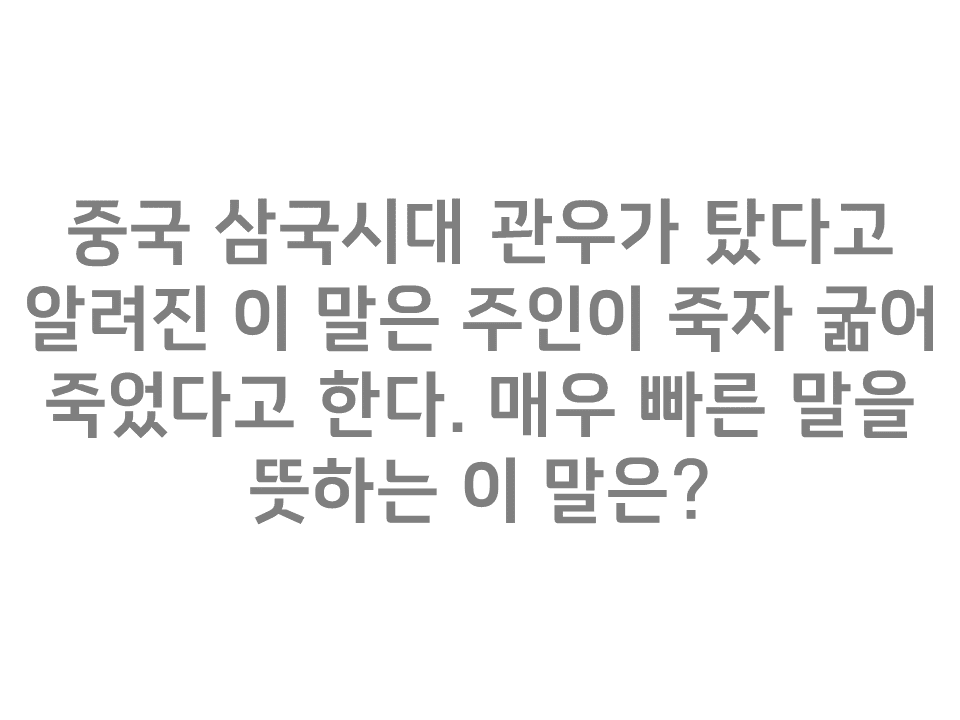 중국 삼국시대 관우가 탔다고
알려진 이 말은 주인이 죽자 굶어
죽었다고 한다. 매우 빠른 말을
뜻하는 이 말은?